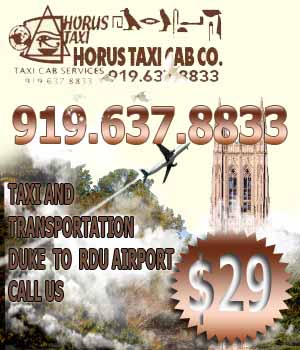 HORUS
TAXI
TAXI CAB SERVICES
919.637.8833
HORUS TAXI CAB CO.
919.637.8833
919.637.8833
TAXI AND
TRANSPORTATION
DUKE TO RDU AIRPORT
CALL US
$29